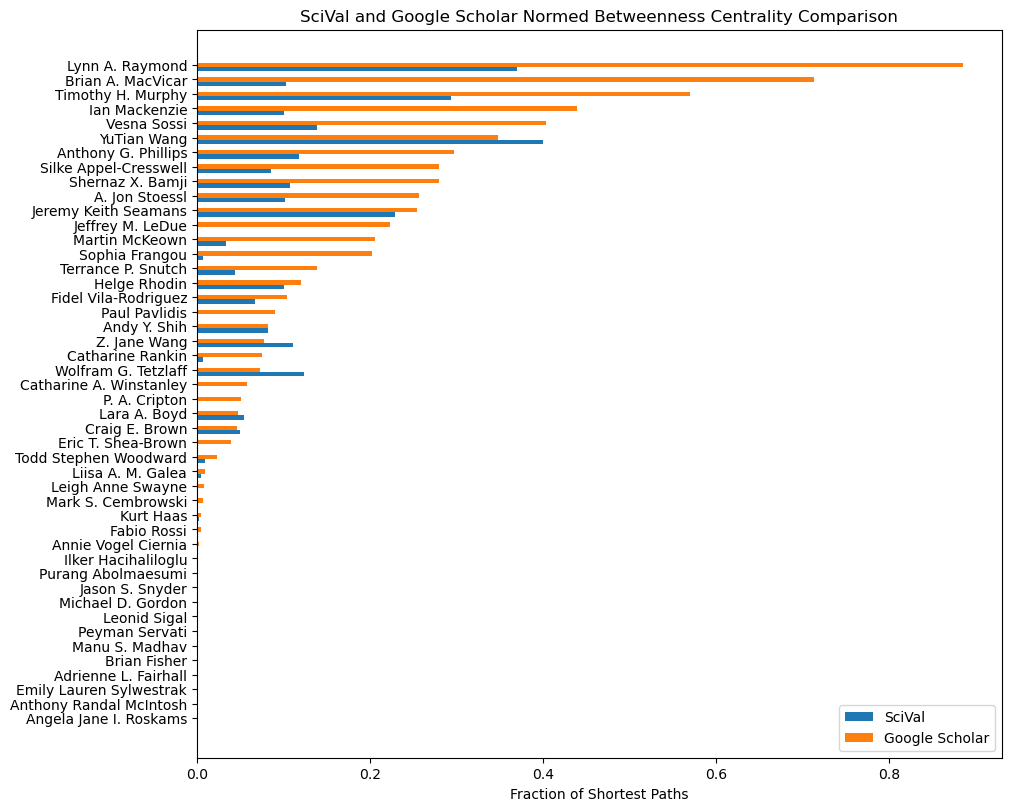 SciVal and Google Scholar Normed Betweenness Centrality Comparison
Lynn A. Raymond
Brian A. MacVicar
Timothy H. Murphy
Ian Mackenzie
Vesna Sossi
YuTian Wang
Anthony G. Phillips
Silke Appel-Cresswell
Shernaz X. Bamji
A. Jon Stoessl
Jeremy Keith Seamans
Jeffrey M. LeDue
Martin McKeown
Sophia Frangou
Terrance P. Snutch
Helge Rhodin
Fidel Vila-Rodriguez
Paul Pavlidis
Andy Y. Shih
Z. Jane Wang
Catharine Rankin
Wolfram G. Tetzlaff
Catharine A. Winstanley
P. A. Cripton
Lara A. Boyd
Craig E. Brown
Eric T. Shea-Brown
Todd Stephen Woodward
Liisa A. M. Galea
Leigh Anne Swayne
Mark S. Cembrowski
Kurt Haas
Fabio Rossi
Annie Vogel Ciernia
Ilker Hacihaliloglu
Purang Abolmaesumi
Jason S. Snyder
Michael D. Gordon
Leonid Sigal
Peyman Servati
Manu S. Madhav
Brian Fisher
Adrienne L. Fairhall
Emily Lauren Sylwestrak
Anthony Randal McIntosh
Angela Jane I. Roskams
SciVal
Google Scholar
0.0 0.2 0.4 0.6 0.8
Fraction of Shortest Paths